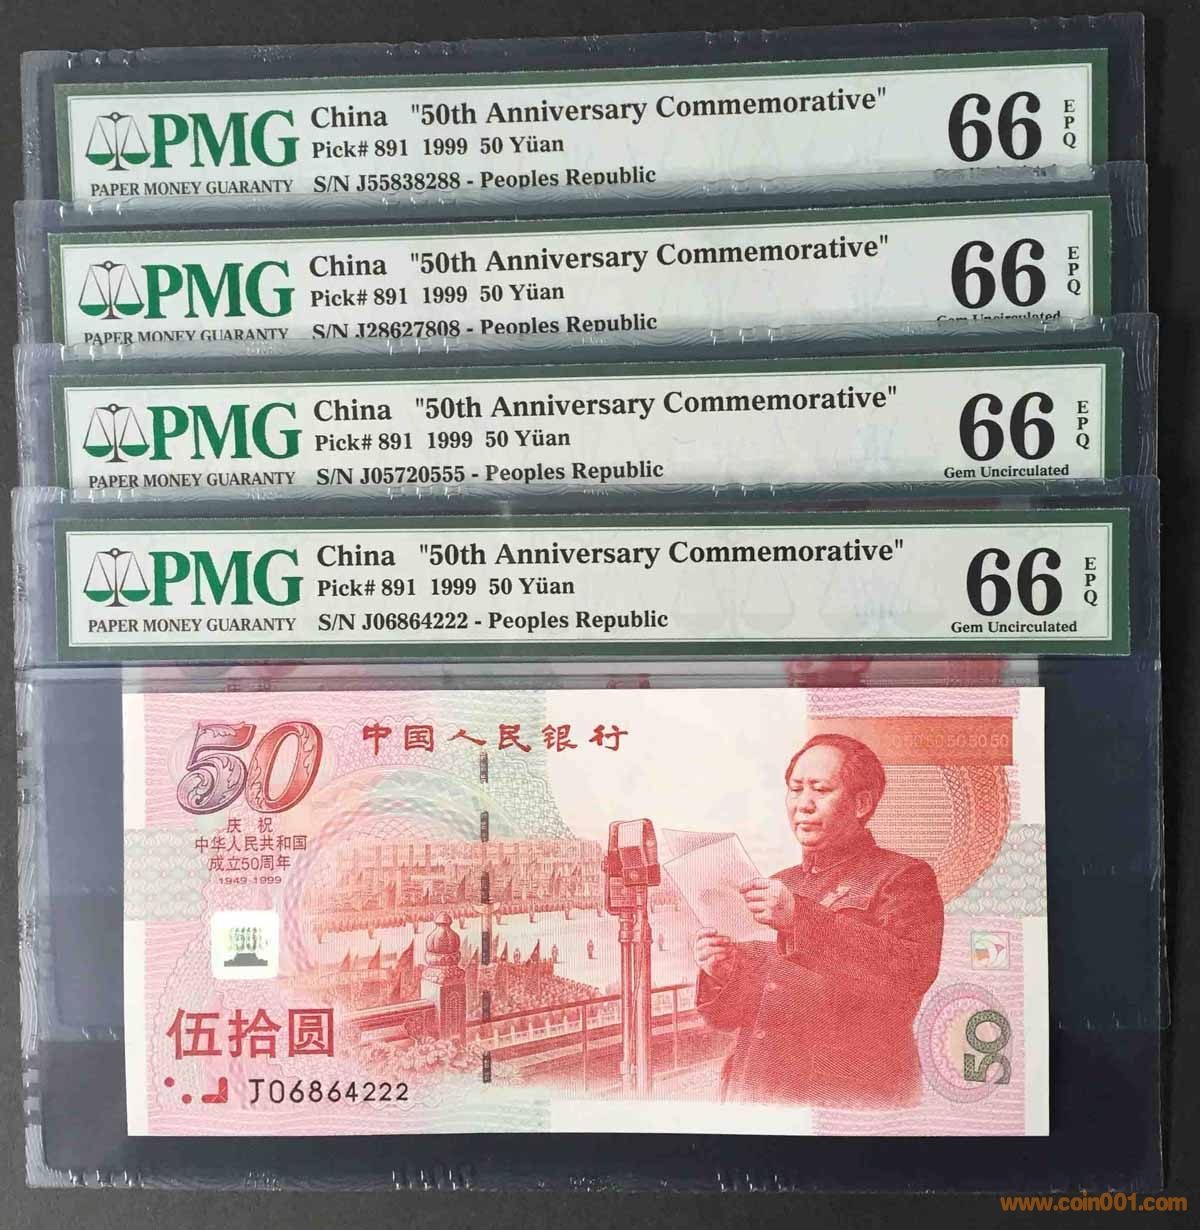 China "50th Anniversary Commemorative"
66
EPQ
PMG
Pick# 891 1999 50 Yüan
PAPER MONEY GUARANTY
S/N J55838288 - Peoples Republic
China "50th Anniversary Commemorative"
66
EPQ
PMG
Pick# 891 1999 50 Yüan
Gem Uncirculated
PAPER MONEY GUARANTY
S/N J28627808 - Peoples Republic
China "50th Anniversary Commemorative"
66
EPQ
PMG
Pick# 891 1999 50 Yüan
Gem Uncirculated
PAPER MONEY GUARANTY
S/N J05720555 - Peoples Republic
China "50th Anniversary Commemorative"
66
EPQ
PMG
Pick# 891 1999 50 Yüan
PAPER MONEY GUARANTY
S/N J06864222 - Peoples Republic
Gem Uncirculated
50
中国人民银行
50 50 50 50 50
庆祝
中华人民共和国
成立50周年
1949-1999
伍拾圆
50
J06864222
www.coin001.com